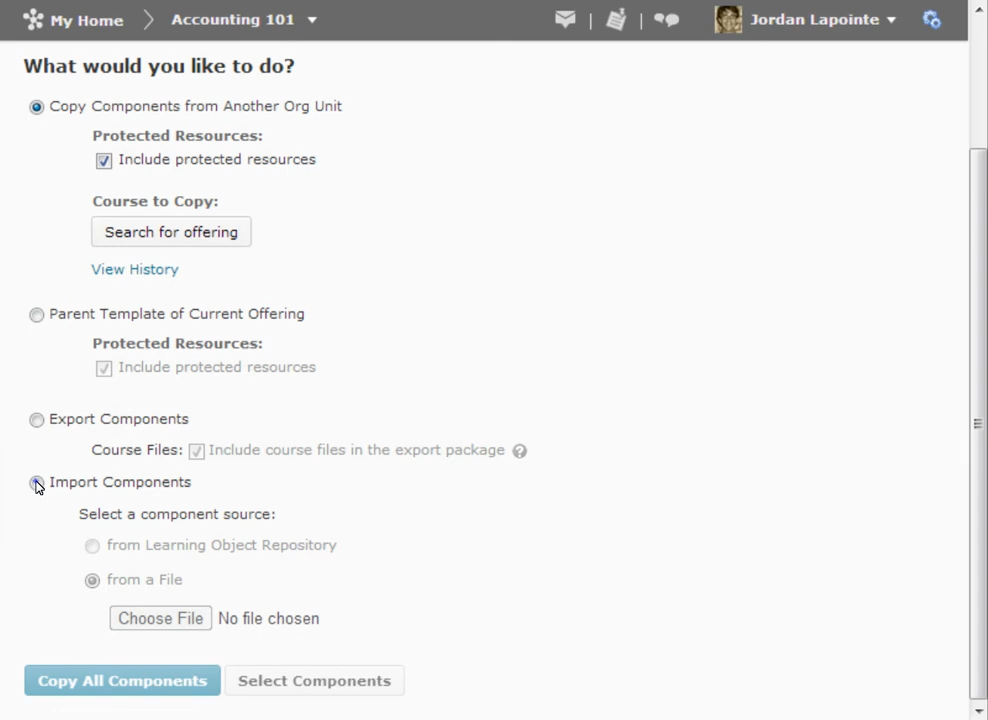 My Home Accounting 101 Jordan Lapointe
What would you like to do?
Copy Components from Another Org Unit
Protected Resources:
Include protected resources
Course to Copy:
Search for offering
View History
Parent Template of Current Offering
Protected Resources:
Include protected resources
Export Components
Course Files: Include course files in the export package ?
Import Components
Select a component source:
from Learning Object Repository
from a File
Choose File No file chosen
Copy All Components Select Components